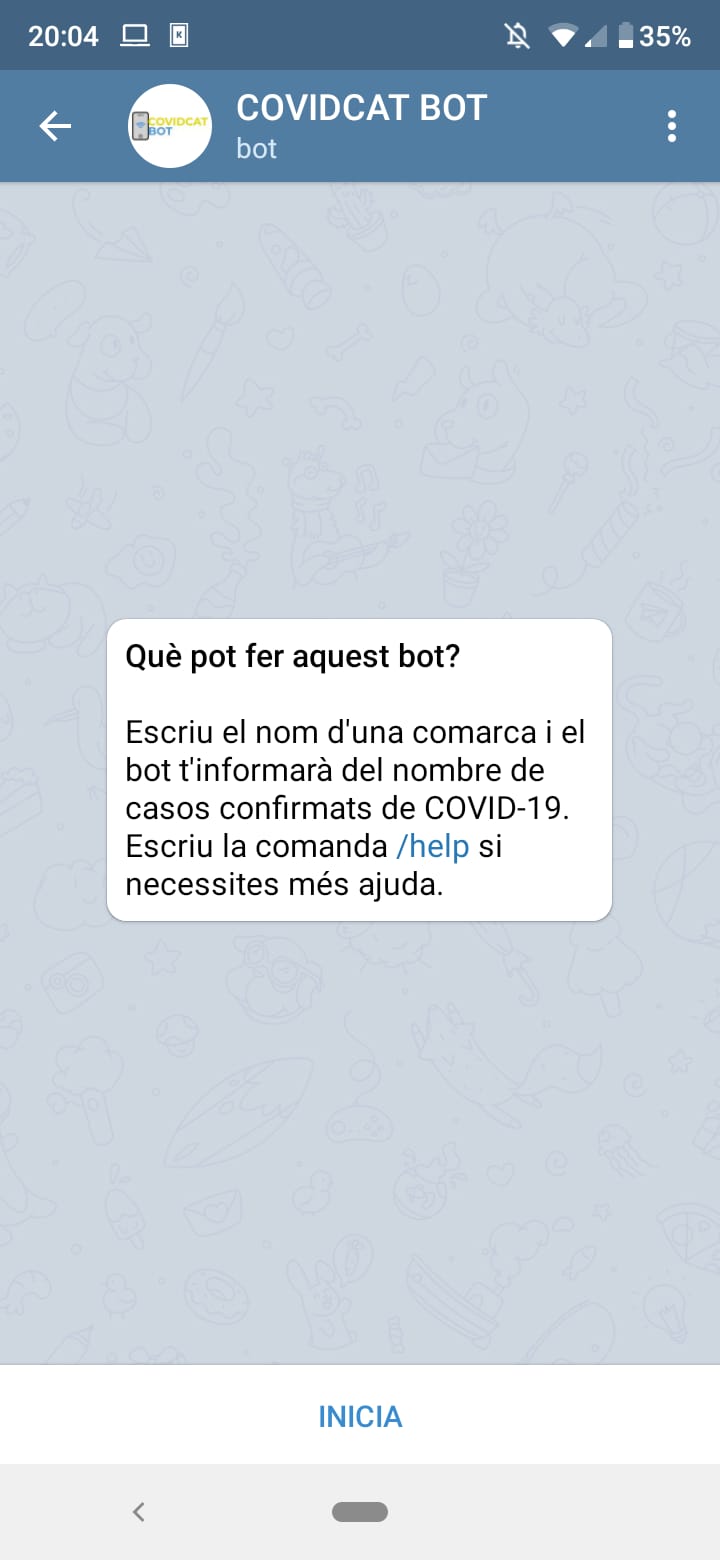 20:04
K
35%
COVIDCAT BOT
COVIDCAT
BOT
bot
Què pot fer aquest bot?
Escriu el nom d'una comarca i el
bot t'informarà del nombre de
casos confirmats de COVID-19.
Escriu la comanda /help si
necessites més ajuda.
INICIA